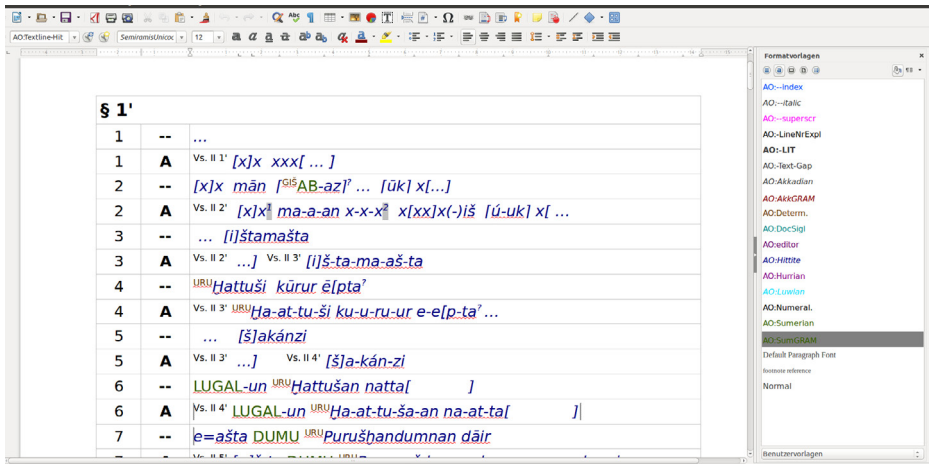 AO:Textline-Hit SemiramisUnicoc 12
Formatvorlagen
AO:--index
AO:--italic
AO:--superscr
AO:-LineNrExpl
AO:-LIT
AO:-Text-Gap
AO:Akkadian
AO:AkkGRAM
AO:Determ.
AO:DocSigl
AO:editor
AO:Hittite
AO:Hurrian
AO:Luwian
AO:Numeral.
AO:Sumerian
AO:SumGRAM
Default Paragraph Font
footnote reference
Normal
Benutzervorlagen
§ 1'
1 -- ...
1 A Vs. II 1' [x]x xxx[ ... ]
2 -- [x]x mān ⌈GIŠAB-az⌉? ... ⌈ūk⌉ x[...]
2 A Vs. II 2' [x]x1 ma-a-an x-x-x2 x[xx]x(-)iš ⌈ú-uk⌉ x[ ...
3 -- ... [i]štamašta
3 A Vs. II 2' ...] Vs. II 3' [i]š-ta-ma-aš-ta
4 -- URUḪattuši kūrur ē[pta?
4 A Vs. II 3' URUḪa-at-tu-ši ku-u-ru-ur e-e[p-ta? ...
5 -- ... [š]akánzi
5 A Vs. II 3' ...] Vs. II 4' [š]a-kán-zi
6 -- LUGAL-un URUḪattušan natta[ ]
6 A Vs. II 4' LUGAL-un URUḪa-at-tu-ša-an na-at-ta[ ]
7 -- e=ašta DUMU URUPurušḫandumnan dāir